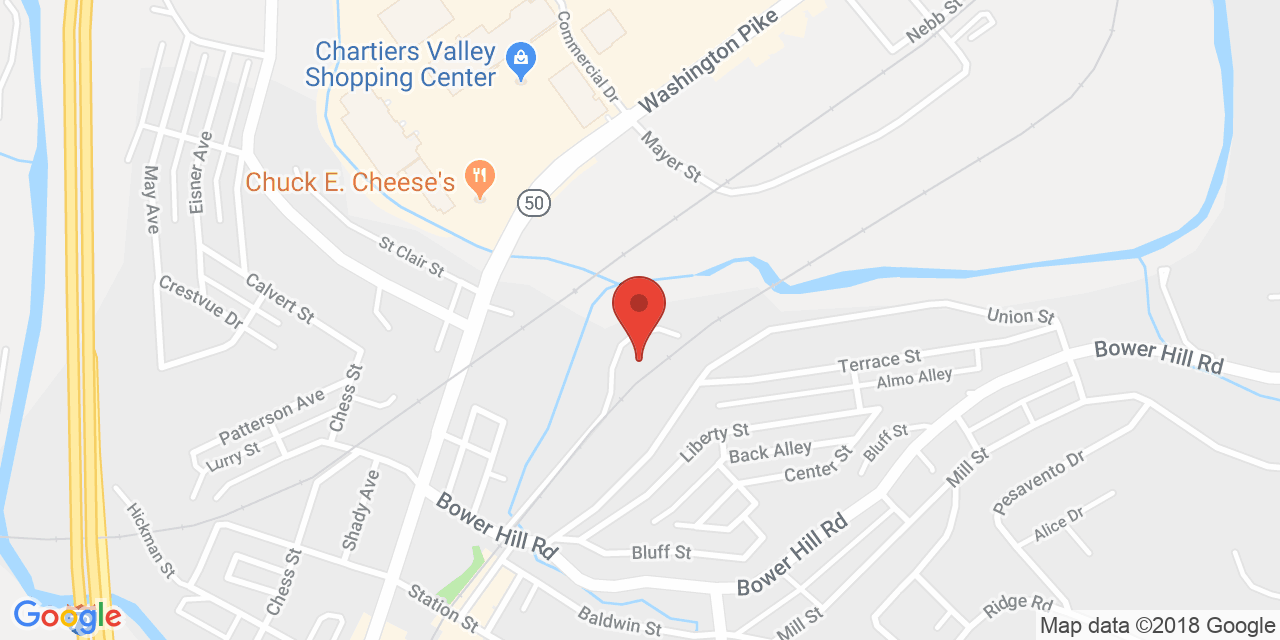 Nebb St
Washington Pike
Commercial Dr
Chartiers Valley
Shopping Center
Mayer St
Eisner Ave
May Ave
Chuck E. Cheese's
50
St Clair St
Calvert St
Crestvue Dr
Union St
Bower Hill Rd
Terrace St
Almo Alley
Chess St
Patterson Ave
Lurry St
Liberty St
Back Alley
Center St
Bluff St
Mill St
Pesavento Dr
Alice Dr
Shady Ave
Hickman St
Bower Hill Rd
Bluff St
Bower Hill Rd
Chess St
Station St
Baldwin St
Mill St
Ridge Rd
Google
Map data ©2018 Google